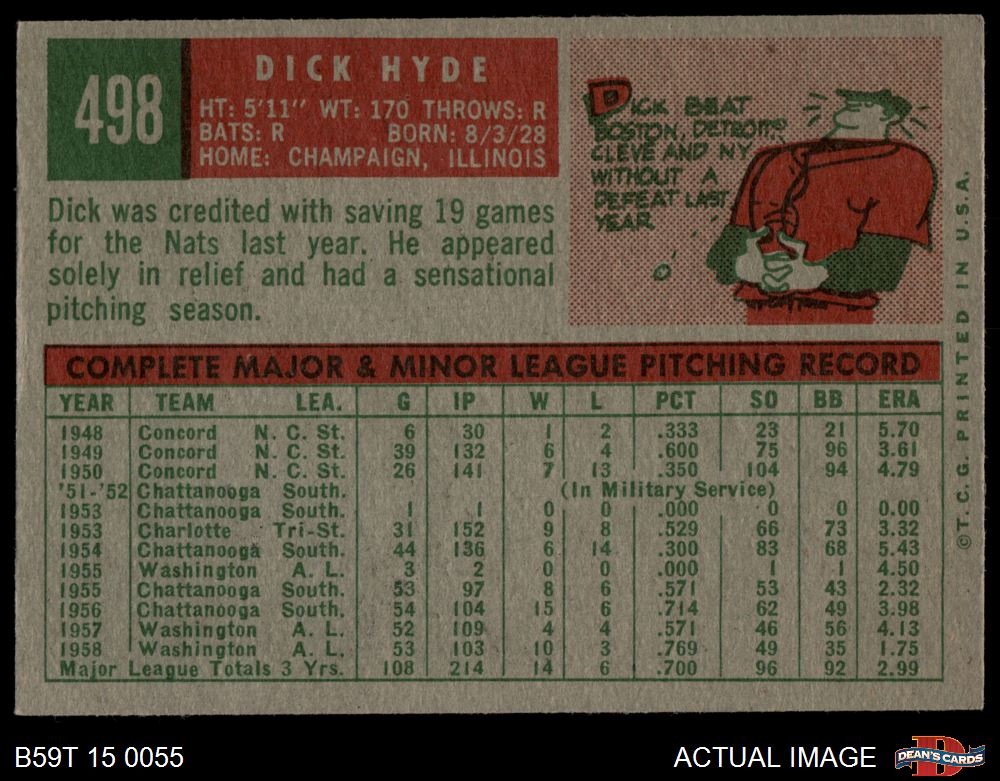 498
DICK HYDE
HT: 5'11" WT: 170 THROWS: R
BATS: R BORN: 8/3/28
HOME: CHAMPAIGN, ILLINOIS
DICK BEAT
BOSTON, DETROIT,
CLEVE AND NY
WITHOUT A
DEFEAT LAST
YEAR
Dick was credited with saving 19 games
for the Nats last year. He appeared
solely in relief and had a sensational
pitching season.
COMPLETE MAJOR & MINOR LEAGUE PITCHING RECORD
YEAR TEAM LEA. G IP W L PCT SO BB ERA
1948 Concord N. C. St. 6 30 1 2 .333 23 21 5.70
1949 Concord N. C. St. 39 132 6 4 .600 75 96 3.61
1950 Concord N. C. St. 26 141 7 13 .350 104 94 4.79
'51-'52 Chattanooga South. (In Military Service)
1953 Chattanooga South. 1 1 0 0 .000 0 0 0.00
1953 Charlotte Tri-St. 31 152 9 8 .529 66 73 3.32
1954 Chattanooga South. 44 136 6 14 .300 83 68 5.43
1955 Washington A. L. 3 2 0 0 .000 1 1 4.50
1955 Chattanooga South. 53 97 8 6 .571 53 43 2.32
1956 Chattanooga South. 54 104 15 6 .714 62 49 3.98
1957 Washington A. L. 52 109 4 4 .571 46 56 4.13
1958 Washington A. L. 53 103 10 3 .769 49 35 1.75
Major League Totals 3 Yrs. 108 214 14 6 .700 96 92 2.99
©T.C.G. PRINTED IN U.S.A.
B59T 15 0055
ACTUAL IMAGE
D
DEAN'S CARDS